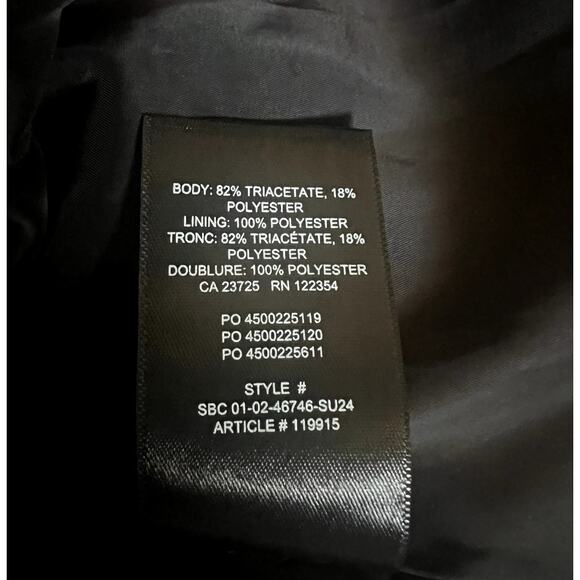 BODY: 82% TRIACETATE, 18%
POLYESTER
LINING: 100% POLYESTER
TRONC: 82% TRIACÉTATE, 18%
POLYESTER
DOUBLURE: 100% POLYESTER
CA 23725 RN 122354
PO 4500225119
PO 4500225120
PO 4500225611
STYLE #
SBC 01-02-46746-SU24
ARTICLE # 119915